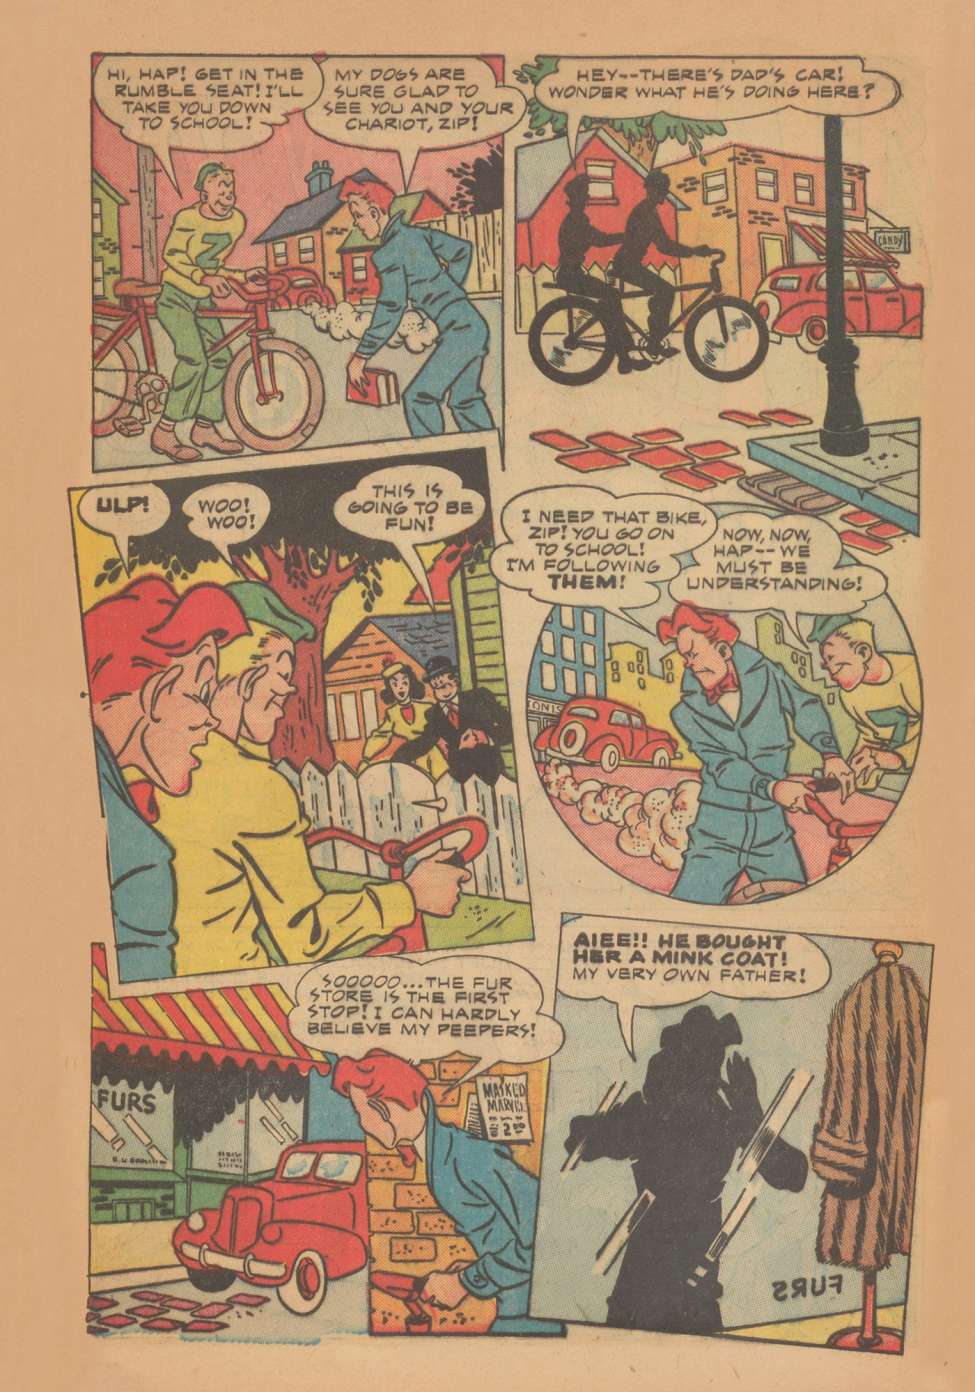 HI, HAP! GET IN THE
RUMBLE SEAT! I'LL
TAKE YOU DOWN
TO SCHOOL!
MY DOGS ARE
SURE GLAD TO
SEE YOU AND YOUR
CHARIOT, ZIP!
Z
HEY--THERE'S DAD'S CAR!
WONDER WHAT HE'S DOING HERE?
CANDY
ULP!
WOO!
WOO!
THIS IS
GOING TO BE
FUN!
I NEED THAT BIKE,
ZIP! YOU GO ON
TO SCHOOL!
I'M FOLLOWING
THEM!
NOW, NOW,
HAP-- WE
MUST BE
UNDERSTANDING!
SOOOOO...THE FUR
STORE IS THE FIRST
STOP! I CAN HARDLY
BELIEVE MY PEEPERS!
FURS
MASKED
MARVEL
AIEE!! HE BOUGHT
HER A MINK COAT!
MY VERY OWN FATHER!
FURS